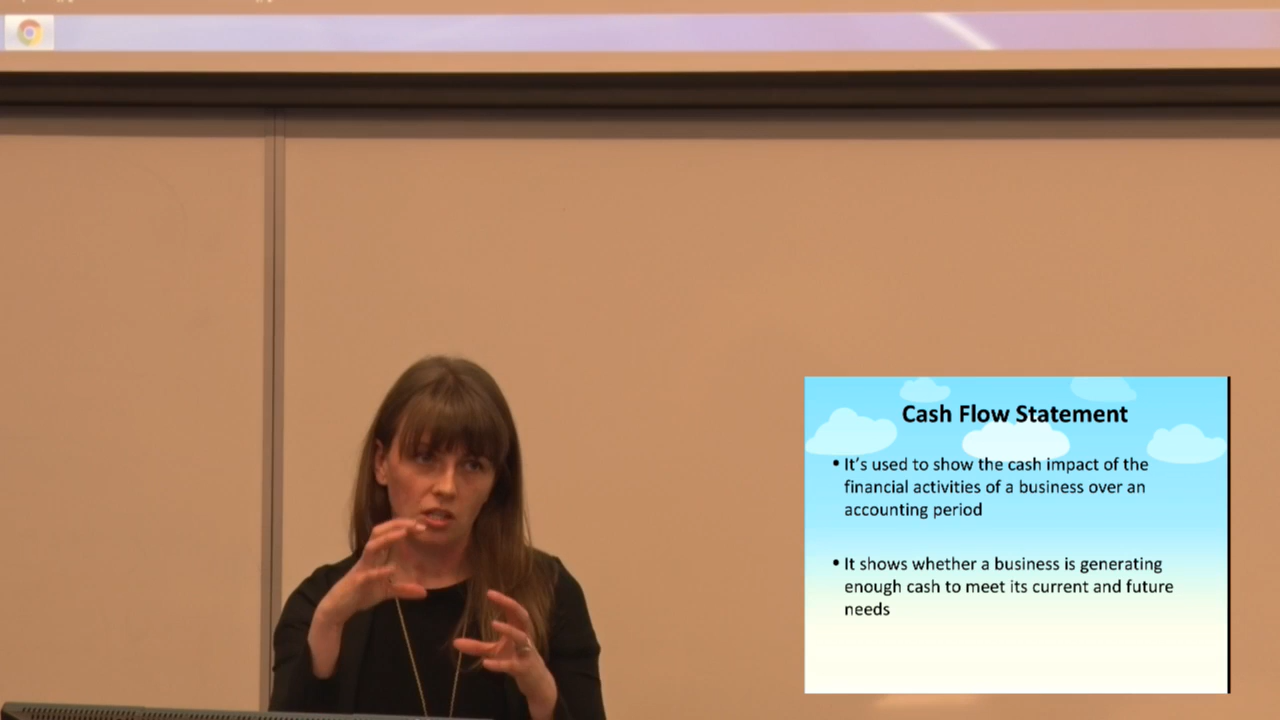 Cash Flow Statement
• It's used to show the cash impact of the
financial activities of a business over an
accounting period
• It shows whether a business is generating
enough cash to meet its current and future
needs